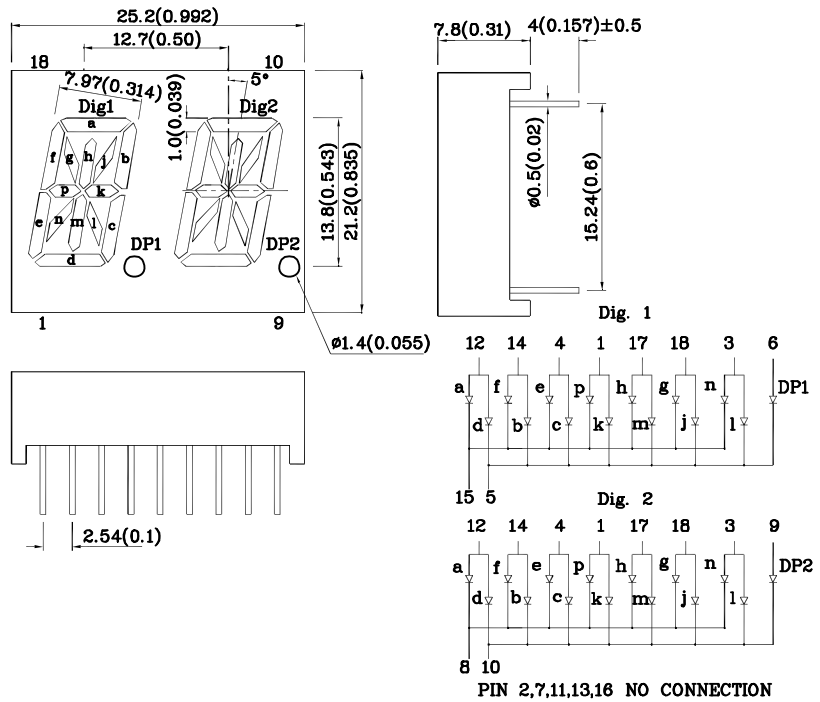 25.2(0.992)
12.7(0.50)
18
10
7.97(0.314)
5°
Dig1
Dig2
1.0(0.039)
a
f
g
h
j
b
p
k
e
n
m
l
c
d
DP1
DP2
13.8(0.543)
21.2(0.835)
1
9
ø1.4(0.055)
7.8(0.31)
4(0.157)±0.5
ø0.5(0.02)
15.24(0.6)
2.54(0.1)
Dig. 1
12 14 4 1 17 18 3 6
a f e p h g n DP1
d b c k m j l
15 5
Dig. 2
12 14 4 1 17 18 3 9
a f e p h g n DP2
d b c k m j l
8 10
PIN 2,7,11,13,16 NO CONNECTION